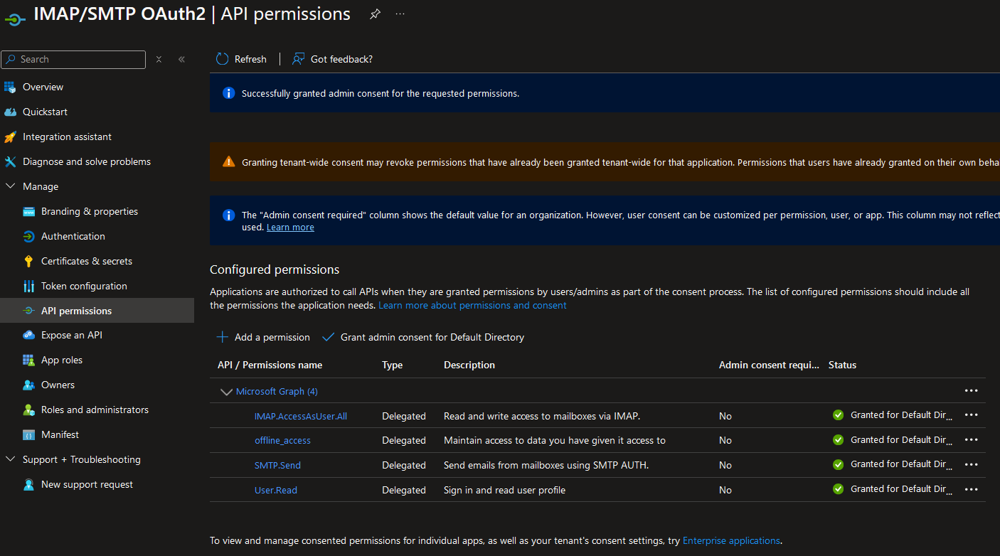 IMAP/SMTP OAuth2 | API permissions ...
Search
Overview
Quickstart
Integration assistant
Diagnose and solve problems
Manage
Branding & properties
Authentication
Certificates & secrets
Token configuration
API permissions
Expose an API
App roles
Owners
Roles and administrators
Manifest
Support + Troubleshooting
New support request
Refresh | Got feedback?
Successfully granted admin consent for the requested permissions.
Granting tenant-wide consent may revoke permissions that have already been granted tenant-wide for that application. Permissions that users have already granted on their own beha
The "Admin consent required" column shows the default value for an organization. However, user consent can be customized per permission, user, or app. This column may not reflect
used. Learn more
Configured permissions
Applications are authorized to call APIs when they are granted permissions by users/admins as part of the consent process. The list of configured permissions should include all
the permissions the application needs. Learn more about permissions and consent
Add a permission Grant admin consent for Default Directory
API / Permissions name Type Description Admin consent requi... Status
Microsoft Graph (4) ...
IMAP.AccessAsUser.All Delegated Read and write access to mailboxes via IMAP. No Granted for Default Dir... ...
offline_access Delegated Maintain access to data you have given it access to No Granted for Default Dir... ...
SMTP.Send Delegated Send emails from mailboxes using SMTP AUTH. No Granted for Default Dir... ...
User.Read Delegated Sign in and read user profile No Granted for Default Dir... ...
To view and manage consented permissions for individual apps, as well as your tenant's consent settings, try Enterprise applications.